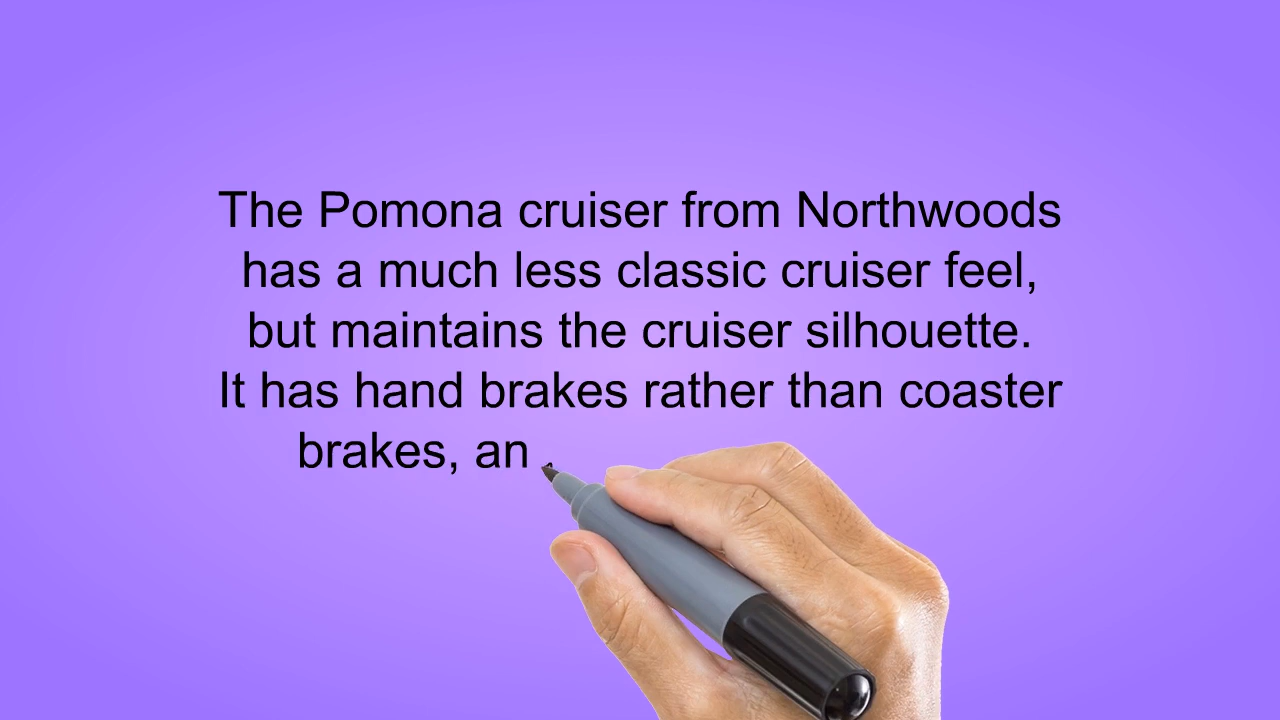 The Pomona cruiser from Northwoods
has a much less classic cruiser feel,
but maintains the cruiser silhouette.
It has hand brakes rather than coaster
brakes, an